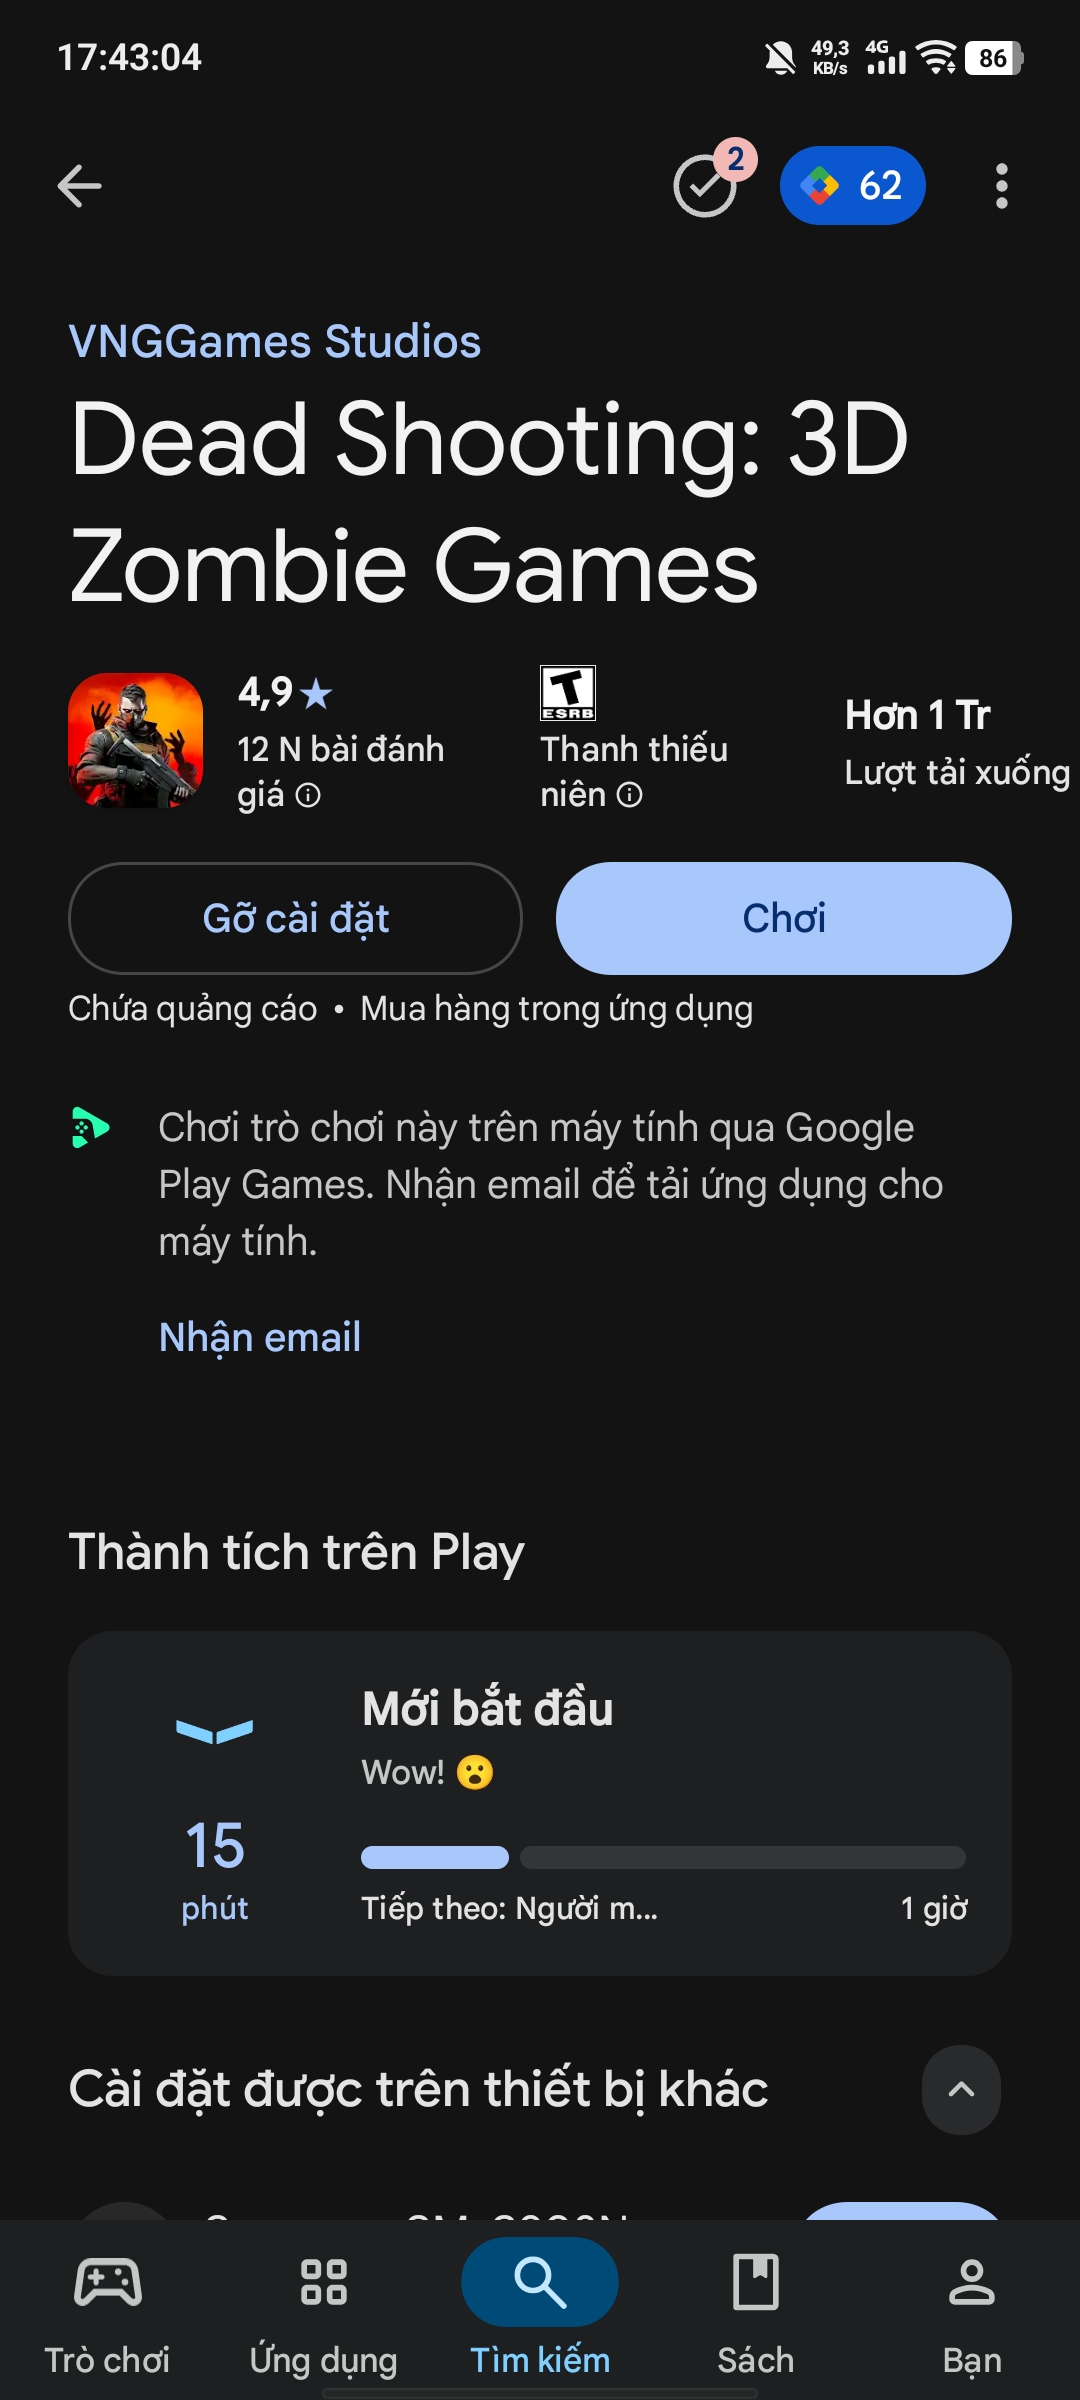 17:43:04
49,3 KB/s 4G 86
2
62
VNGGames Studios
Dead Shooting: 3D
Zombie Games
4,9★
12 N bài đánh
giá
T
ESRB
Thanh thiếu
niên
Hơn 1 Tr
Lượt tải xuống
Gỡ cài đặt
Chơi
Chứa quảng cáo • Mua hàng trong ứng dụng
Chơi trò chơi này trên máy tính qua Google
Play Games. Nhận email để tải ứng dụng cho
máy tính.
Nhận email
Thành tích trên Play
Mới bắt đầu
Wow! 😮
15
phút
Tiếp theo: Người m...
1 giờ
Cài đặt được trên thiết bị khác
Trò chơi
Ứng dụng
Tìm kiếm
Sách
Bạn